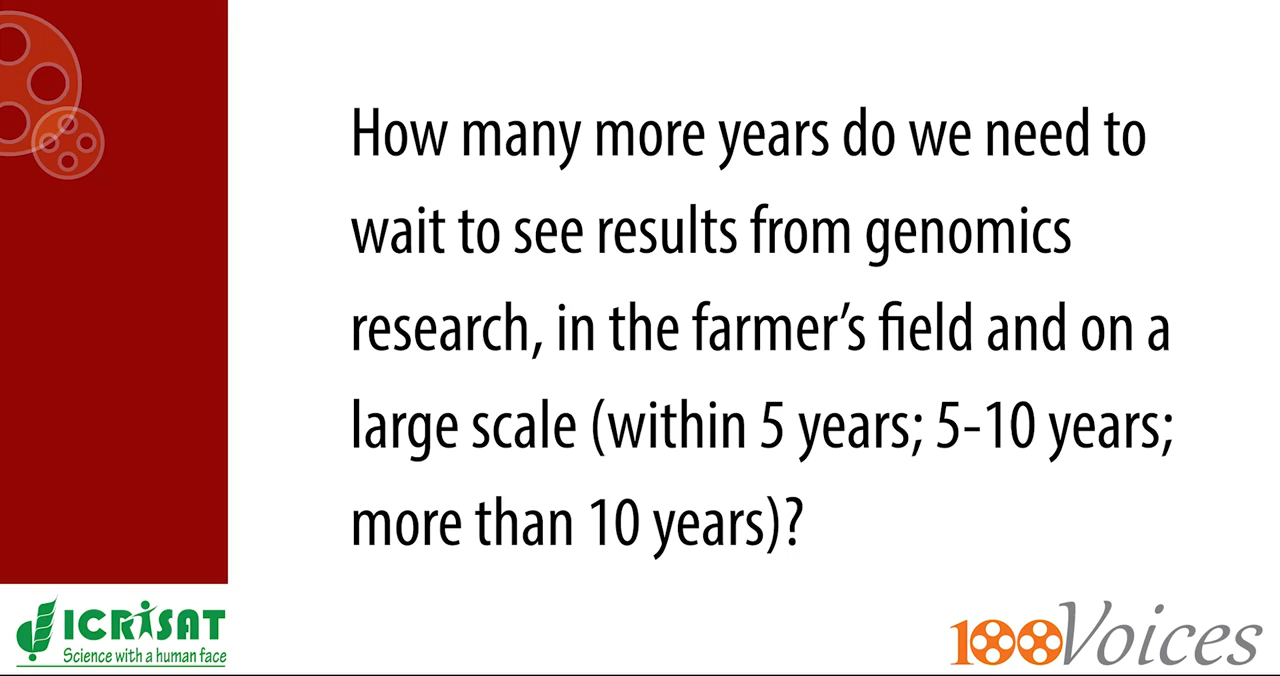 How many more years do we need to
wait to see results from genomics
research, in the farmer’s field and on a
large scale (within 5 years; 5-10 years;
more than 10 years)?
ICRISAT
Science with a human face
100Voices